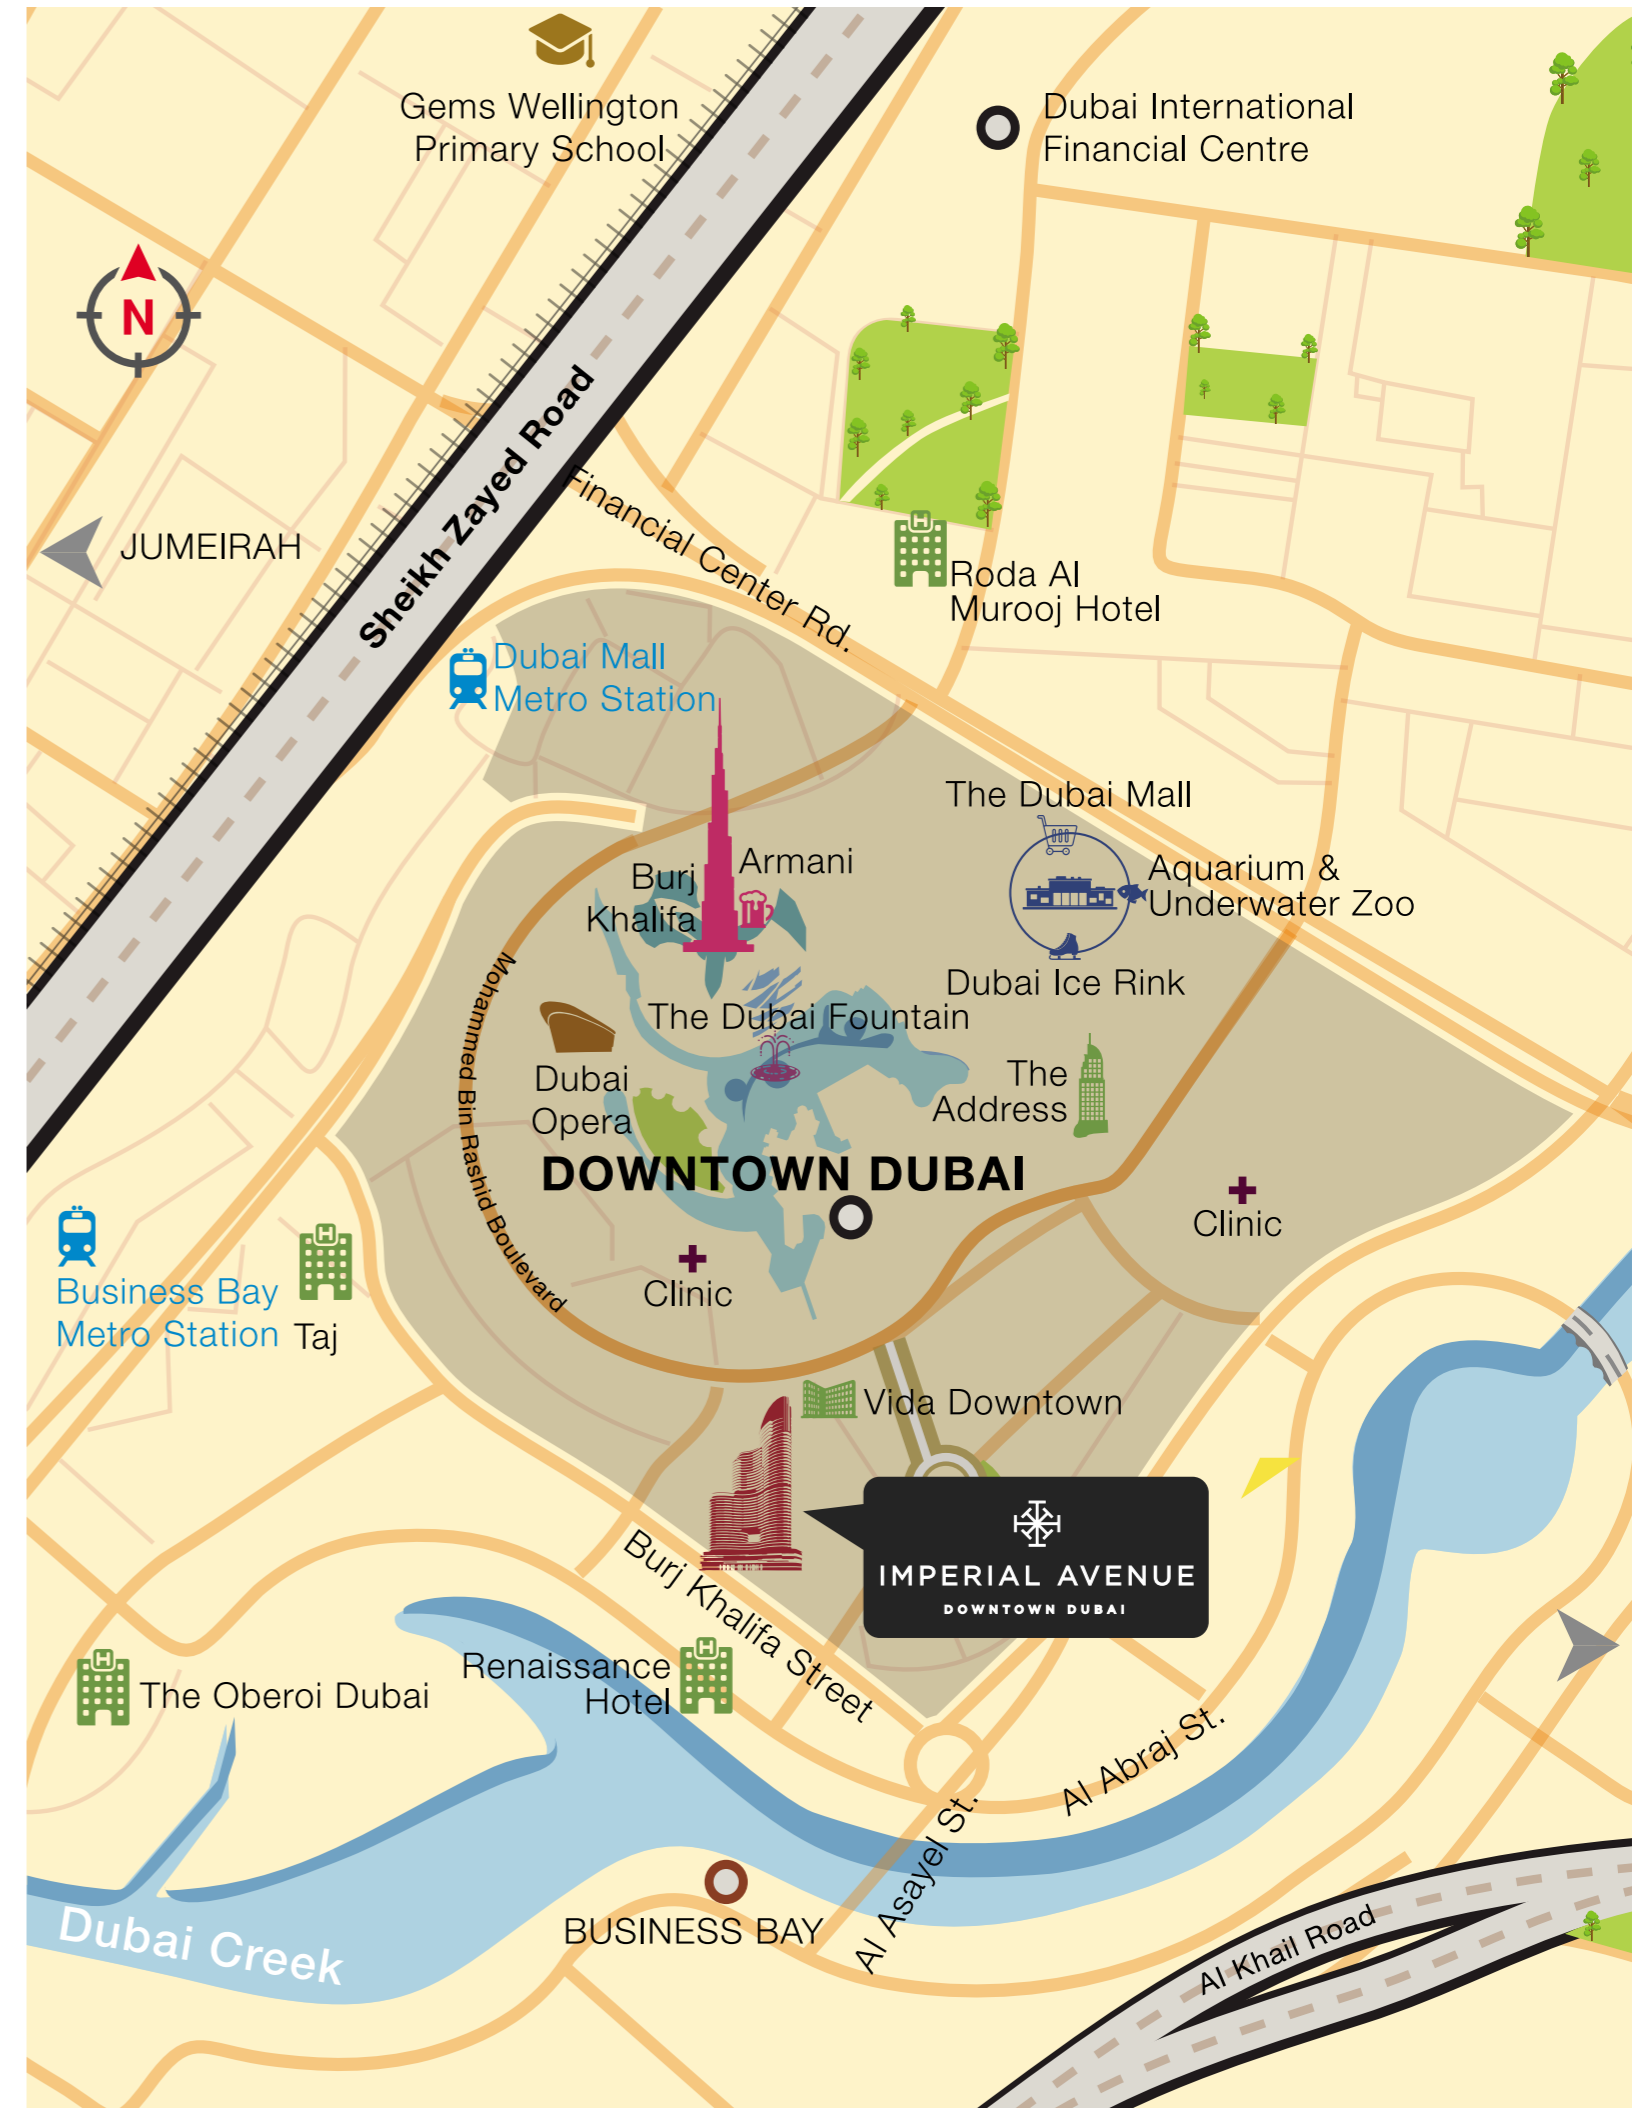 Gems Wellington
Primary School
Dubai International
Financial Centre
N
Sheikh Zayed Road
JUMEIRAH
Financial Center Rd.
Roda Al
Murooj Hotel
Dubai Mall
Metro Station
The Dubai Mall
Burj
Khalifa
Armani
Aquarium &
Underwater Zoo
Dubai Ice Rink
Mohammed Bin Rashid Boulevard
The Dubai Fountain
Dubai
Opera
The
Address
DOWNTOWN DUBAI
Clinic
Clinic
Business Bay
Metro Station
H
Taj
Vida Downtown
IMPERIAL AVENUE
DOWNTOWN DUBAI
Burj Khalifa Street
H
The Oberoi Dubai
Renaissance
Hotel
H
Al Abraj St.
Al Asayel St.
BUSINESS BAY
Dubai Creek
Al Khail Road
H